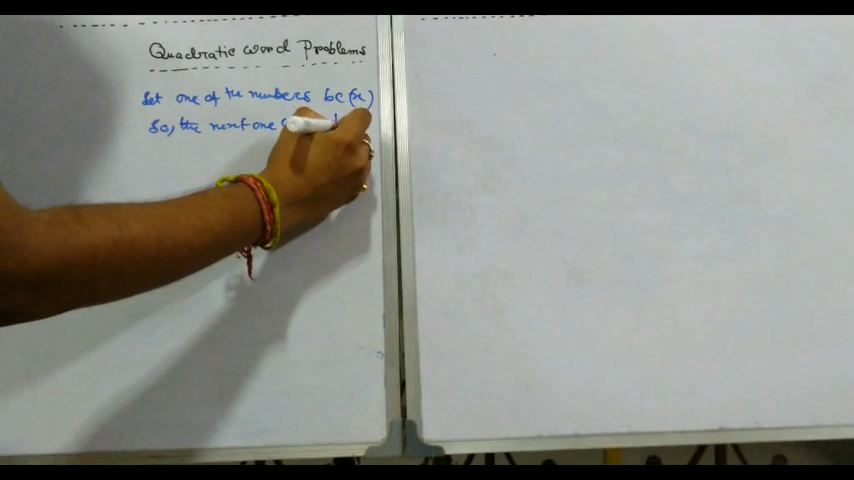 Quadratic word Problems
Let one of the numbers be (x)
So, the next one